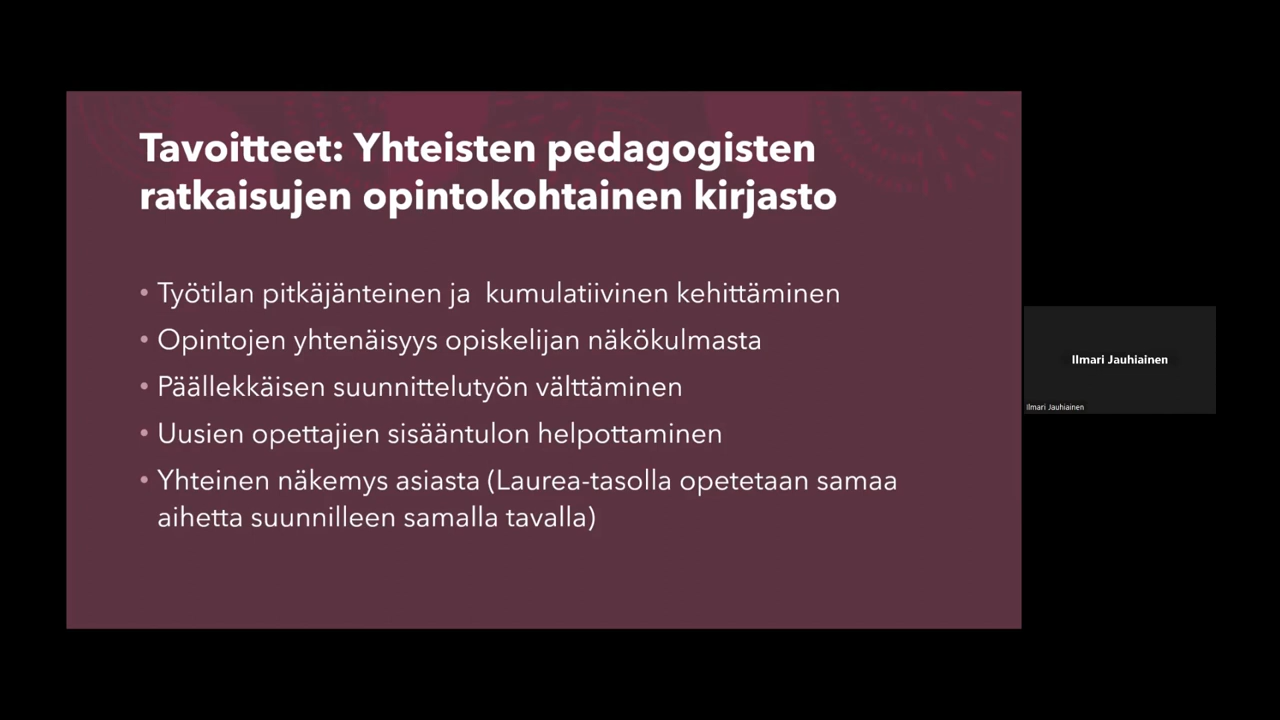 Tavoitteet: Yhteisten pedagogisten
ratkaisujen opintokohtainen kirjasto
• Työtilan pitkäjänteinen ja  kumulatiivinen kehittäminen
• Opintojen yhtenäisyys opiskelijan näkökulmasta
• Päällekkäisen suunnittelutyön välttäminen
• Uusien opettajien sisääntulon helpottaminen
• Yhteinen näkemys asiasta (Laurea-tasolla opetetaan samaa
aihetta suunnilleen samalla tavalla)
Ilmari Jauhiainen
Ilmari Jauhiainen